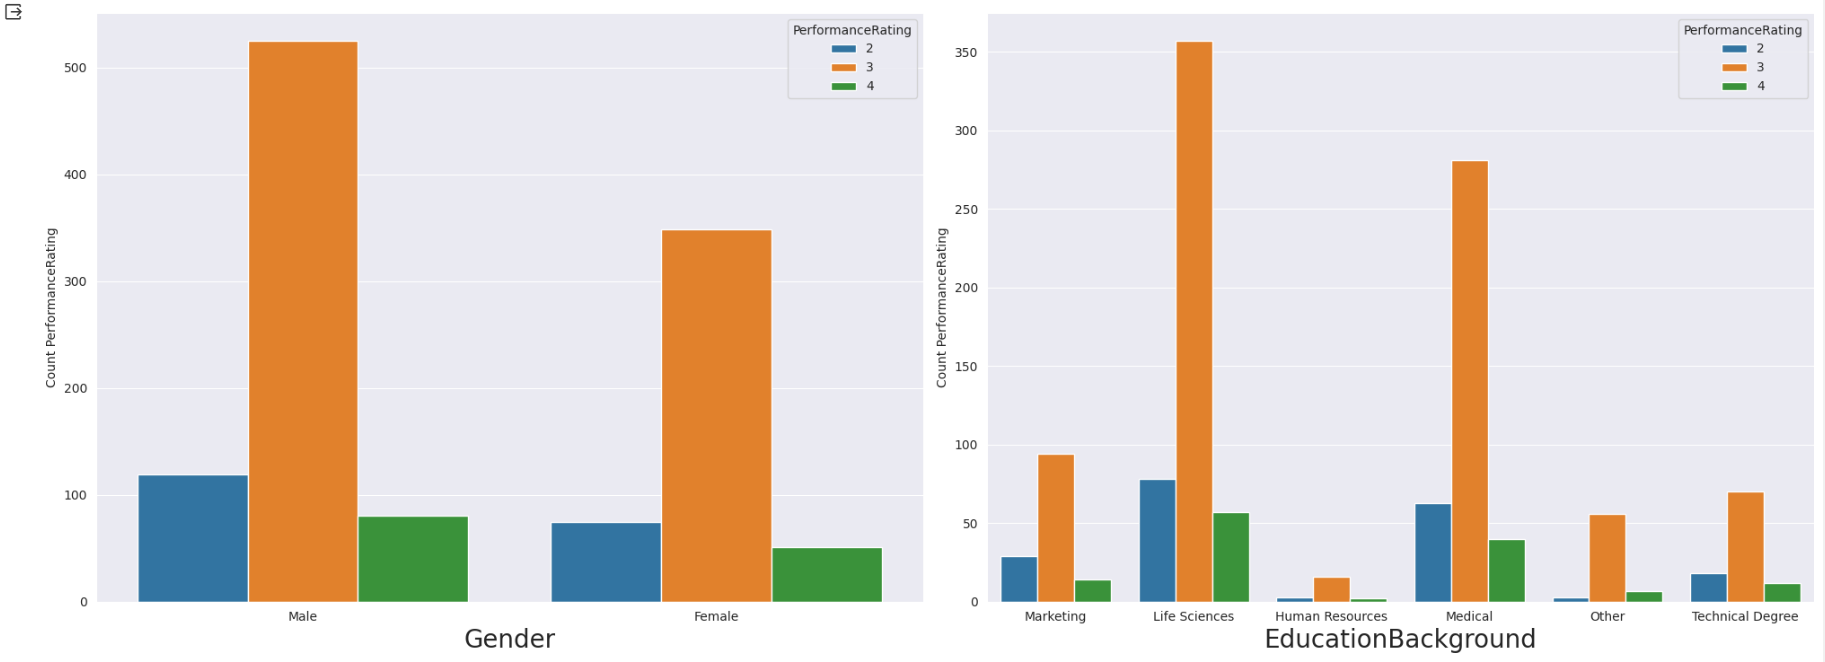 PerformanceRating
2
3
4
500
400
300
200
100
0
Count PerformanceRating
Male Female
Gender
PerformanceRating
2
3
4
350
300
250
200
150
100
50
0
Count PerformanceRating
Marketing Life Sciences Human Resources Medical Other Technical Degree
EducationBackground